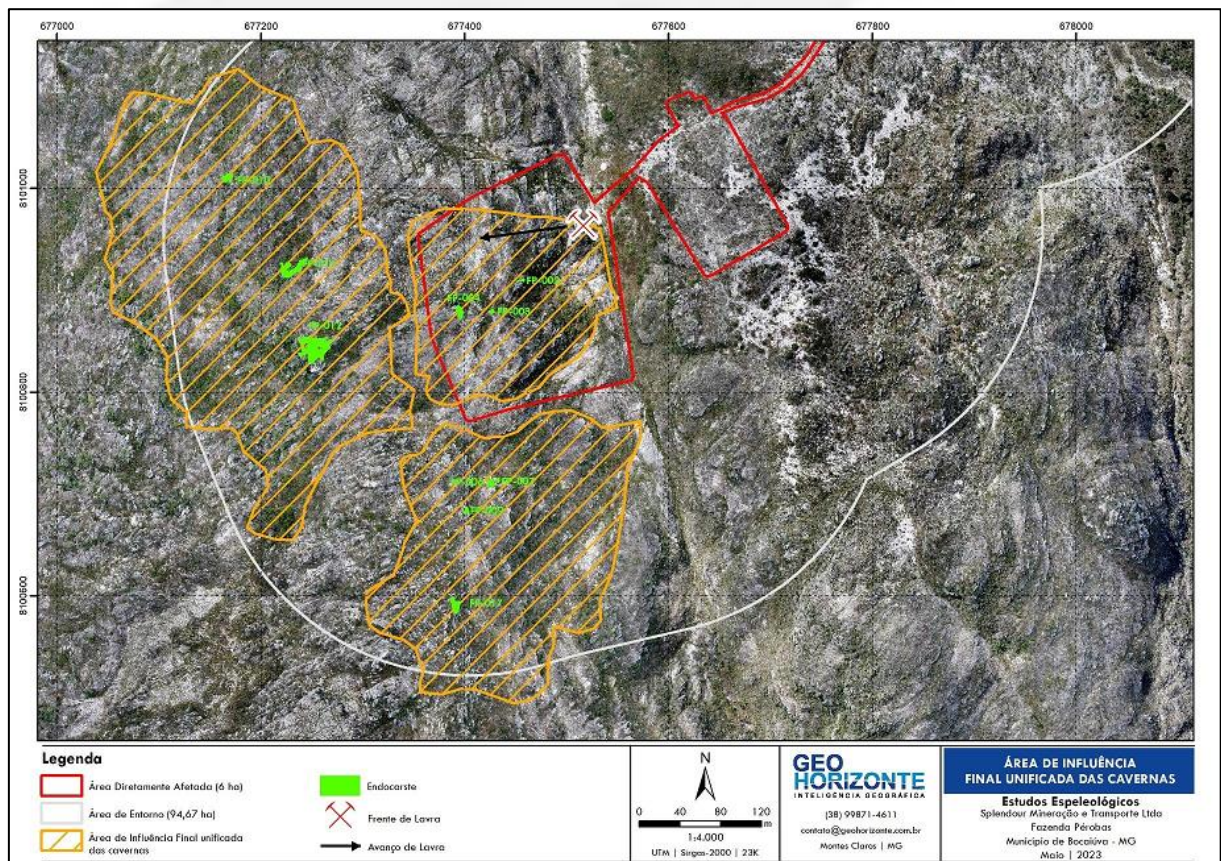 677000 677200 677400 677600 677800 678000
8101000
8100800
8100600
FP-002
FP-003
FP-007
FP-017
Legenda
Área Diretamente Afetada (6 ha)
Área de Entorno (94,67 ha)
Área de Influência Final unificada
das cavernas
Endocarste
Frente de Lavra
Avanço de Lavra
N
0 40 80 120
m
1:4.000
UTM | Sirgas-2000 | 23K
GEO
HORIZONTE
INTELIGÊNCIA GEOGRÁFICA
(38) 99871-4611
contato@geohorizonte.com.br
Montes Claros | MG
ÁREA DE INFLUÊNCIA
FINAL UNIFICADA DAS CAVERNAS
Estudos Espeleológicos
Splendour Mineração e Transporte Ltda
Fazenda Pérobas
Município de Bocaiúva - MG
Maio | 2023